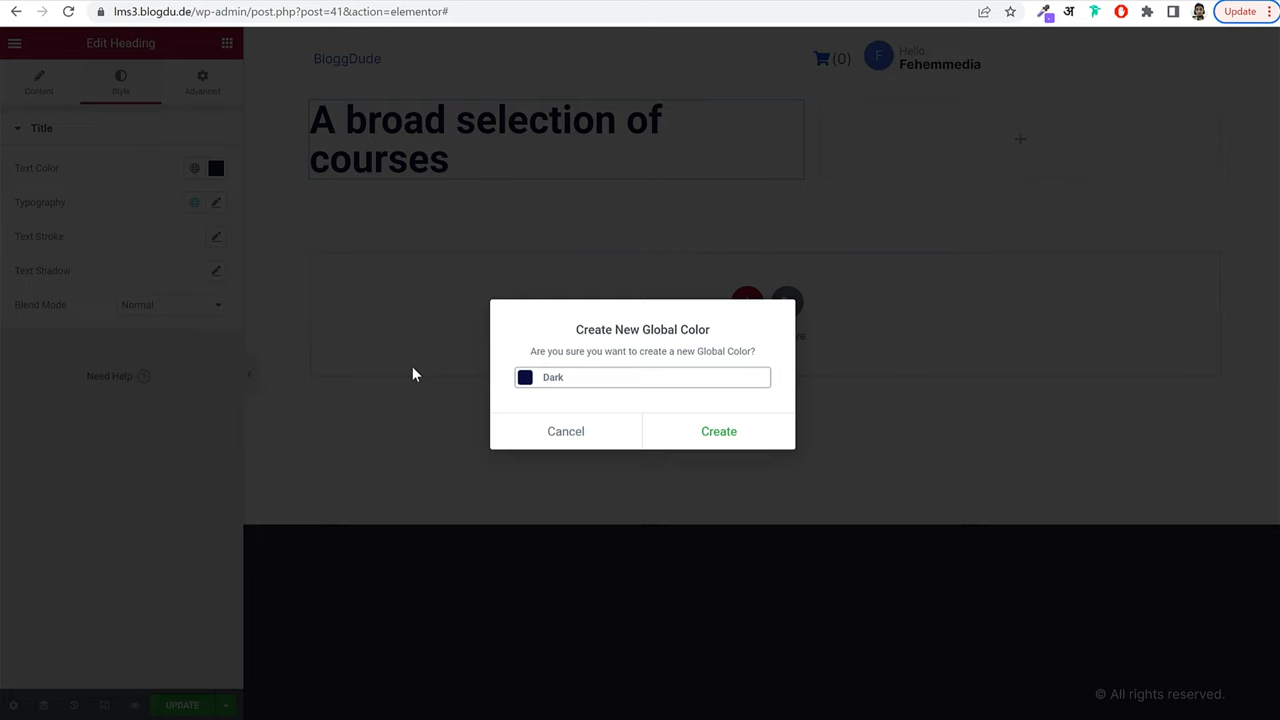 lms3.blogdu.de/wp-admin/post.php?post=41&action=elementor#
अ
Update
Edit Heading
Content
Style
Advanced
Title
Text Color
Typography
Text Stroke
Text Shadow
Blend Mode
Normal
Need Help ?
UPDATE
BloggDude
(0)
F
Hello
Fehemmedia
A broad selection of
courses
Create New Global Color
Are you sure you want to create a new Global Color?
Dark
Cancel
Create
© All rights reserved.